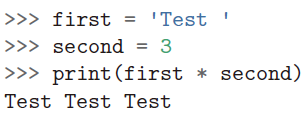 >>> first = 'Test '
>>> second = 3
>>> print(first * second)
Test Test Test